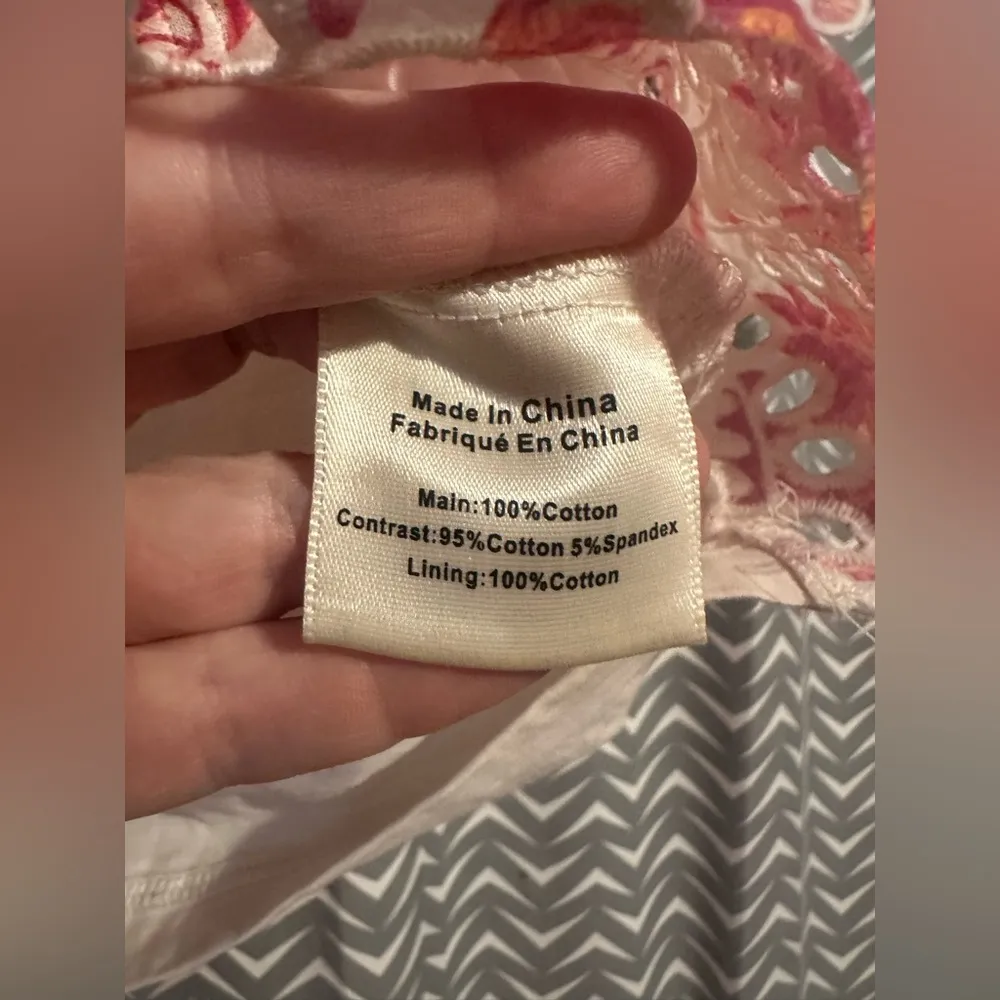 Made In China
Fabriqué En China
Main:100%Cotton
Contrast:95%Cotton 5%Spandex
Lining:100%Cotton